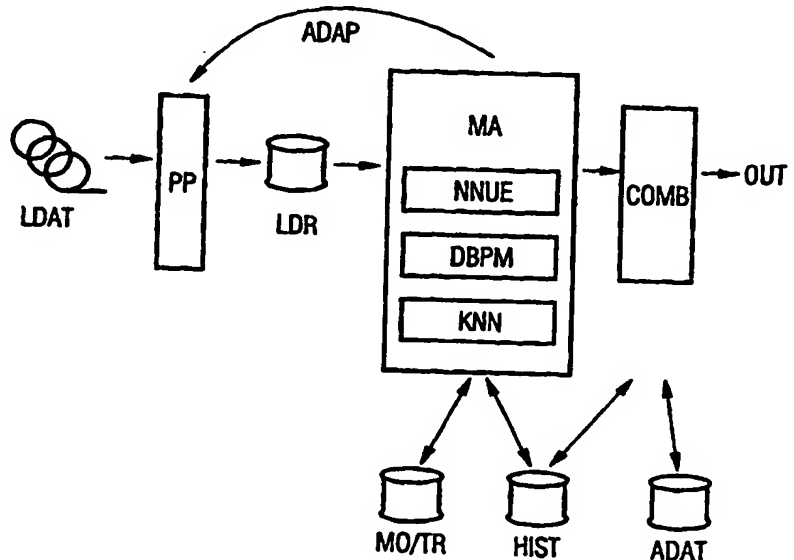 ADAP
MA
PP
LDAT
LDR
NNUE
DBPM
KNN
COMB
OUT
MO/TR
HIST
ADAT